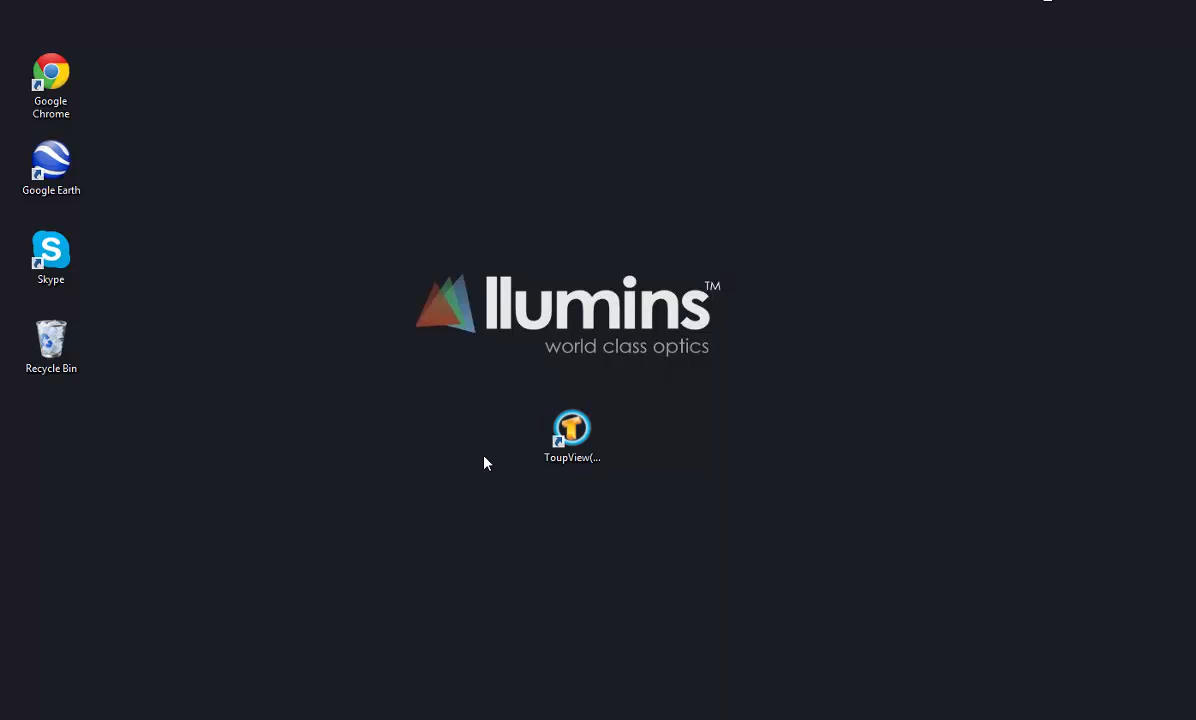 Google
Chrome
Google Earth
Skype
Recycle Bin
llumins™
world class optics
ToupView(...